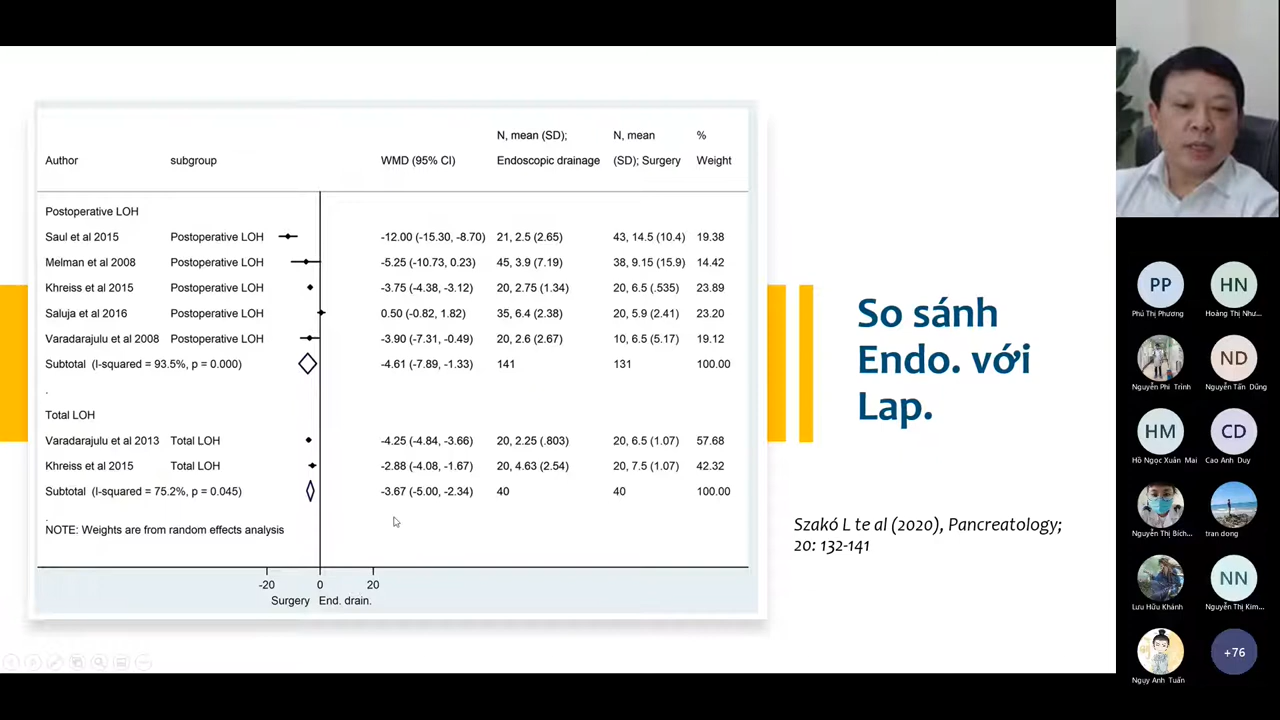 N, mean (SD); N, mean %
Author subgroup WMD (95% CI) Endoscopic drainage (SD); Surgery Weight
Postoperative LOH
Saul et al 2015 Postoperative LOH -12.00 (-15.30, -8.70) 21, 2.5 (2.65) 43, 14.5 (10.4) 19.38
Melman et al 2008 Postoperative LOH -5.25 (-10.73, 0.23) 45, 3.9 (7.19) 38, 9.15 (15.9) 14.42
Khreiss et al 2015 Postoperative LOH -3.75 (-4.38, -3.12) 20, 2.75 (1.34) 20, 6.5 (.535) 23.89
Saluja et al 2016 Postoperative LOH 0.50 (-0.82, 1.82) 35, 6.4 (2.38) 20, 5.9 (2.41) 23.20
Varadarajulu et al 2008 Postoperative LOH -3.90 (-7.31, -0.49) 20, 2.6 (2.67) 10, 6.5 (5.17) 19.12
Subtotal (I-squared = 93.5%, p = 0.000) -4.61 (-7.89, -1.33) 141 131 100.00
.
Total LOH
Varadarajulu et al 2013 Total LOH -4.25 (-4.84, -3.66) 20, 2.25 (.803) 20, 6.5 (1.07) 57.68
Khreiss et al 2015 Total LOH -2.88 (-4.08, -1.67) 20, 4.63 (2.54) 20, 7.5 (1.07) 42.32
Subtotal (I-squared = 75.2%, p = 0.045) -3.67 (-5.00, -2.34) 40 40 100.00
.
NOTE: Weights are from random effects analysis
-20 0 20
Surgery End. drain.
So sánh
Endo. với
Lap.
Szakó L te al (2020), Pancreatology;
20: 132-141
PP HN
Phú Thị Phương Hoàng Thị Như...
ND
Nguyễn Phi Trình Nguyễn Tấn Dũng
HM CD
Hồ Ngọc Xuân Mai Cao Anh Duy
Nguyễn Thị Bích... tran dong
NN
Lưu Hữu Khánh Nguyễn Thị Kim...
+76
Ngụy Anh Tuấn